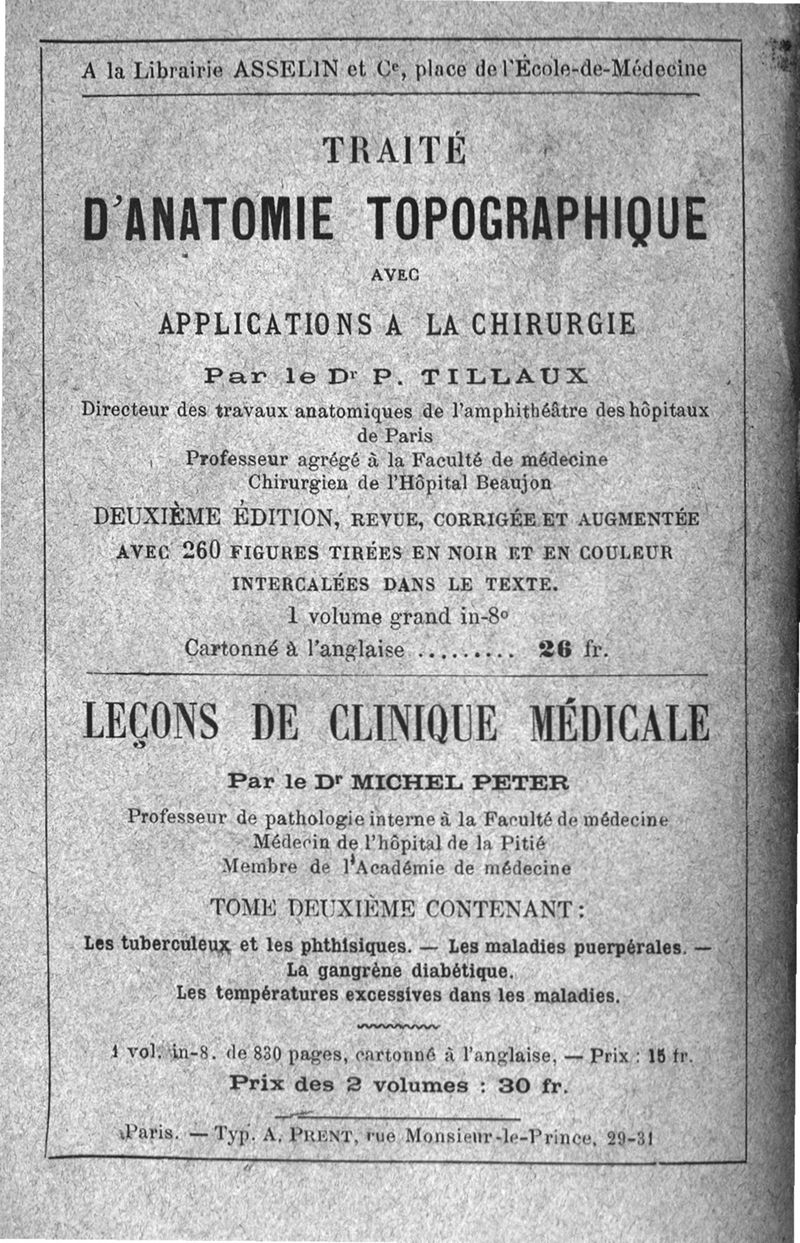 A la Librairie ASSELIN et Cᵉ, place de l'École-de-Médecine
TRAITÉ
D'ANATOMIE TOPOGRAPHIQUE
AVEC
APPLICATIONS A LA CHIRURGIE
Par le Dʳ P. TILLAUX
Directeur des travaux anatomiques de l'amphithéâtre des hôpitaux
de Paris
Professeur agrégé à la Faculté de médecine
Chirurgien de l'Hôpital Beaujon
DEUXIÈME ÉDITION, REVUE, CORRIGÉE ET AUGMENTÉE
AVEC 260 FIGURES TIRÉES EN NOIR ET EN COULEUR
INTERCALÉES DANS LE TEXTE.
1 volume grand in-8º
Cartonné à l'anglaise ......... 26 fr.
LEÇONS DE CLINIQUE MÉDICALE
Par le Dʳ MICHEL PETER
Professeur de pathologie interne à la Faculté de médecine
Médecin de l'hôpital de la Pitié
Membre de l'Académie de médecine
TOME DEUXIÈME CONTENANT :
Les tuberculeux et les phthisiques. — Les maladies puerpérales. —
La gangrène diabétique.
Les températures excessives dans les maladies.
1 vol. in-8. de 830 pages, cartonné à l'anglaise, — Prix : 15 fr.
Prix des 2 volumes : 30 fr.
Paris. — Typ. A. PRENT, rue Monsieur-le-Prince, 29-31